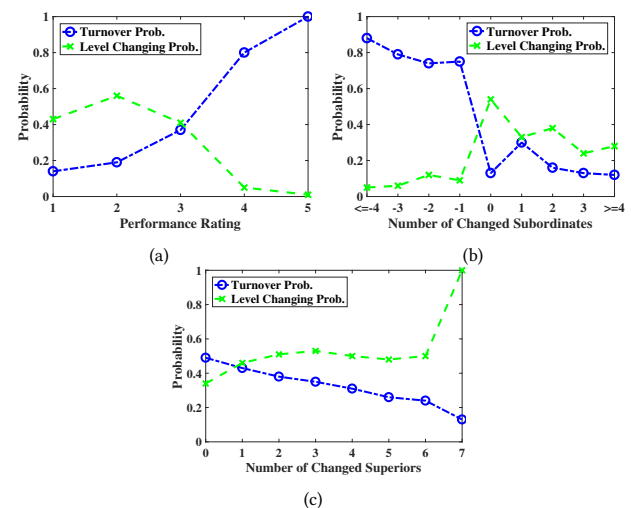 Turnover Prob.
Level Changing Prob.
Probability
1
0.8
0.6
0.4
0.2
0
1 2 3 4 5
Performance Rating
(a)
Turnover Prob.
Level Changing Prob.
Probability
1
0.8
0.6
0.4
0.2
0
<=-4 -3 -2 -1 0 1 2 3 >=4
Number of Changed Subordinates
(b)
Turnover Prob.
Level Changing Prob.
Probability
1
0.8
0.6
0.4
0.2
0
0 1 2 3 4 5 6 7
Number of Changed Superiors
(c)